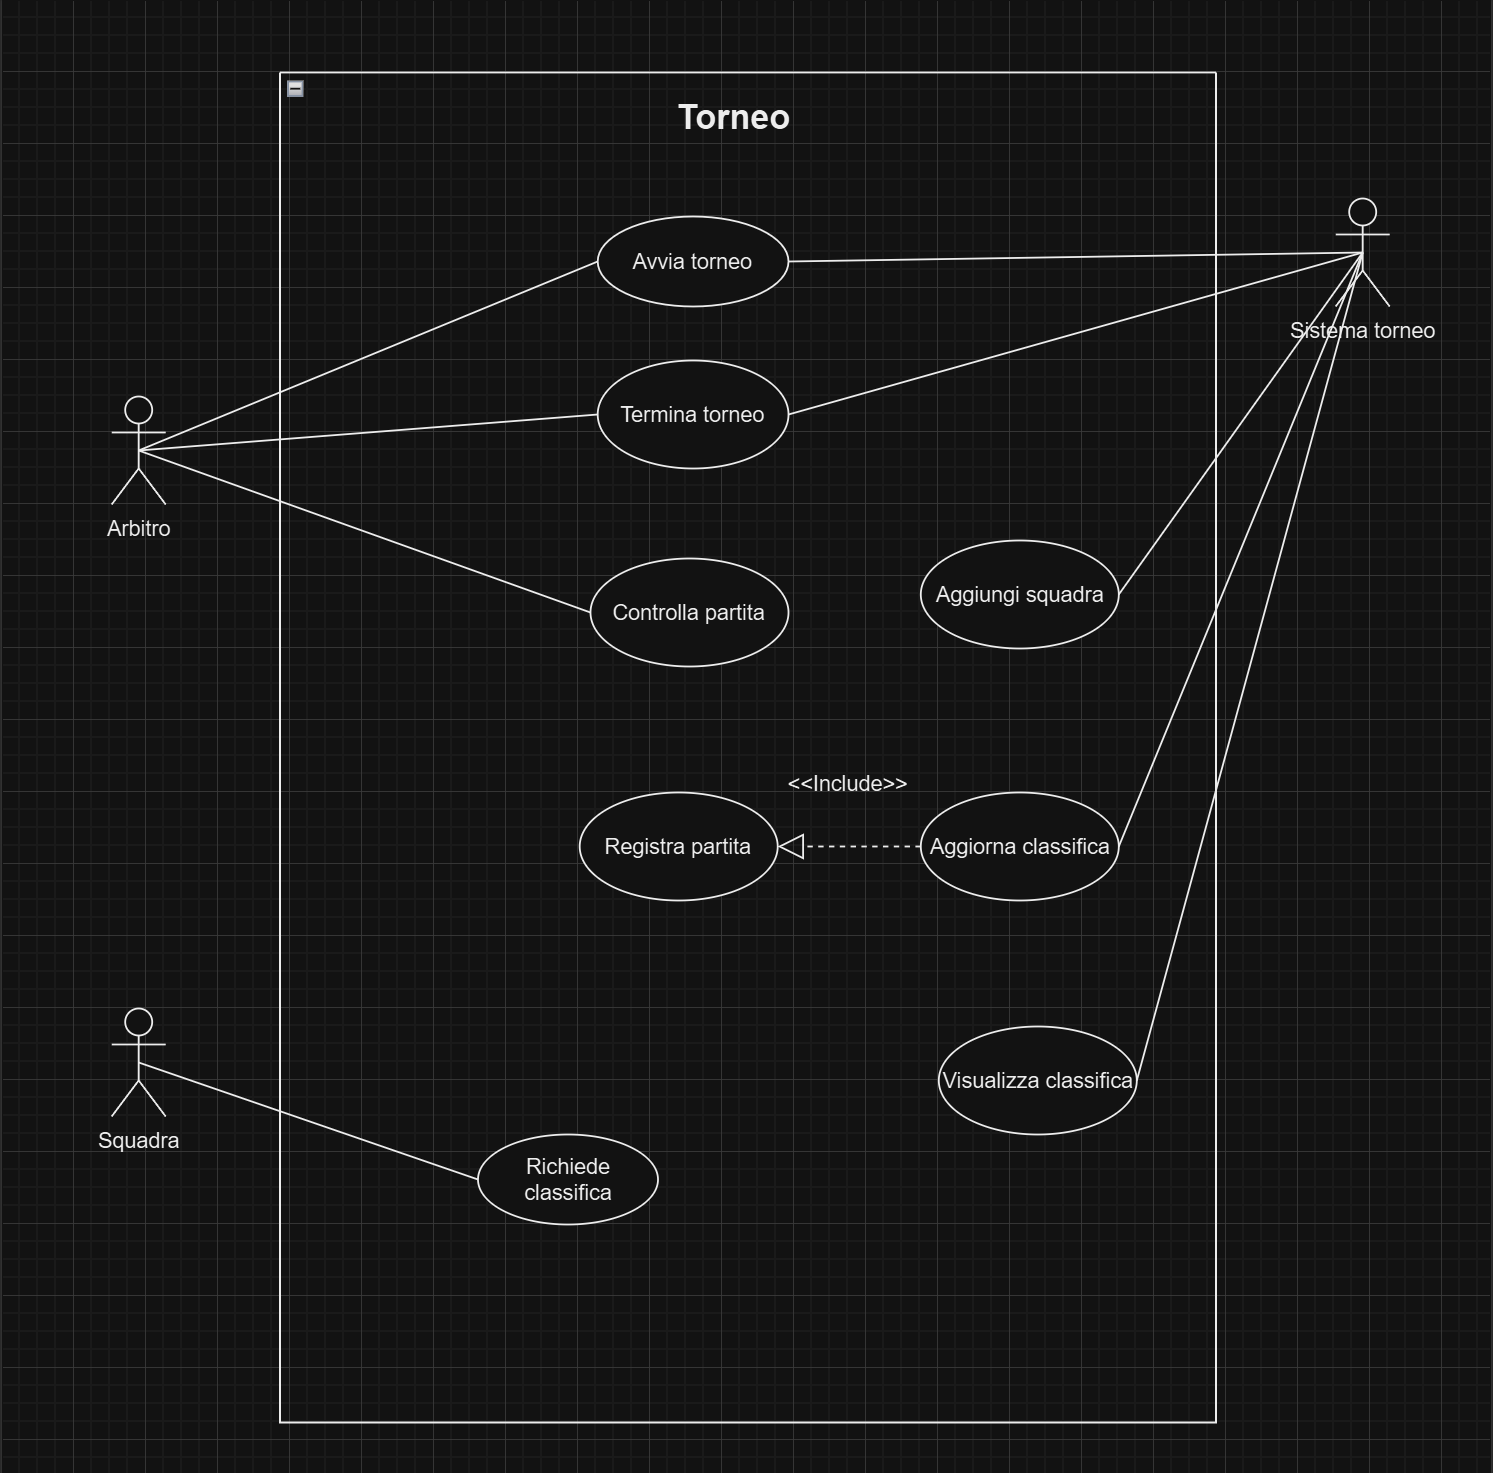 Torneo
Avvia torneo
Sistema torneo
Termina torneo
Arbitro
Controlla partita
Aggiungi squadra
<<Include>>
Registra partita
Aggiorna classifica
Visualizza classifica
Squadra
Richiede
classifica